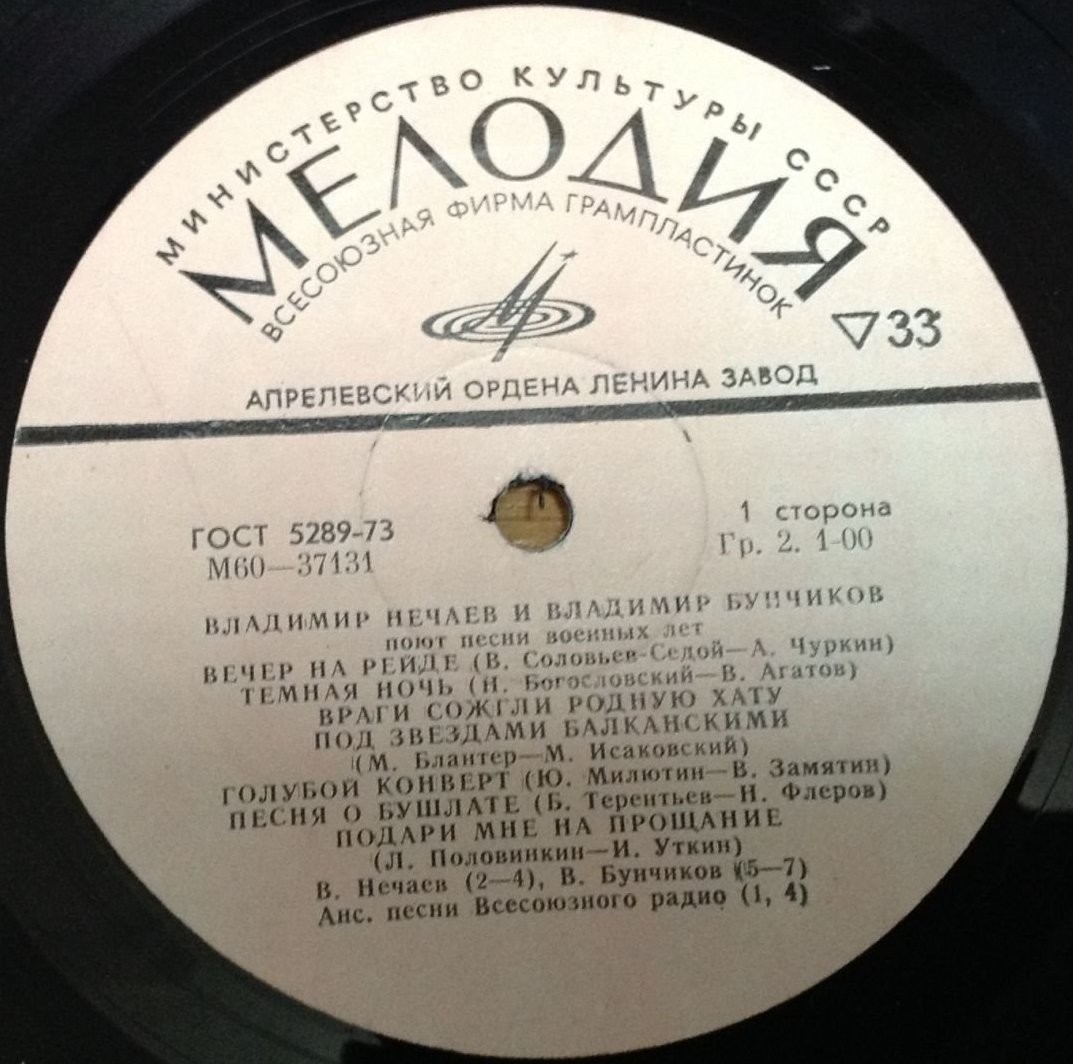 МИНИСТЕРСТВО КУЛЬТУРЫ СССР
МЕЛОДИЯ
ВСЕСОЮЗНАЯ ФИРМА ГРАМПЛАСТИНОК
▽33
АПРЕЛЕВСКИЙ ОРДЕНА ЛЕНИНА ЗАВОД
ГОСТ 5289-73
М60—37131
1 сторона
Гр. 2. 1-00
ВЛАДИМИР НЕЧАЕВ И ВЛАДИМИР БУНЧИКОВ
поют песни военных лет
ВЕЧЕР НА РЕЙДЕ (В. Соловьев-Седой—А. Чуркин)
ТЕМНАЯ НОЧЬ (Н. Богословский—В. Агатов)
ВРАГИ СОЖГЛИ РОДНУЮ ХАТУ
ПОД ЗВЕЗДАМИ БАЛКАНСКИМИ
(М. Блантер—М. Исаковский)
ГОЛУБОЙ КОНВЕРТ (Ю. Милютин—В. Замятин)
ПЕСНЯ О БУШЛАТЕ (Б. Терентьев—Н. Флеров)
ПОДАРИ МНЕ НА ПРОЩАНИЕ
(Л. Половинкин—И. Уткин)
В. Нечаев (2—4), В. Бунчиков (5—7)
Анс. песни Всесоюзного радио (1, 4)